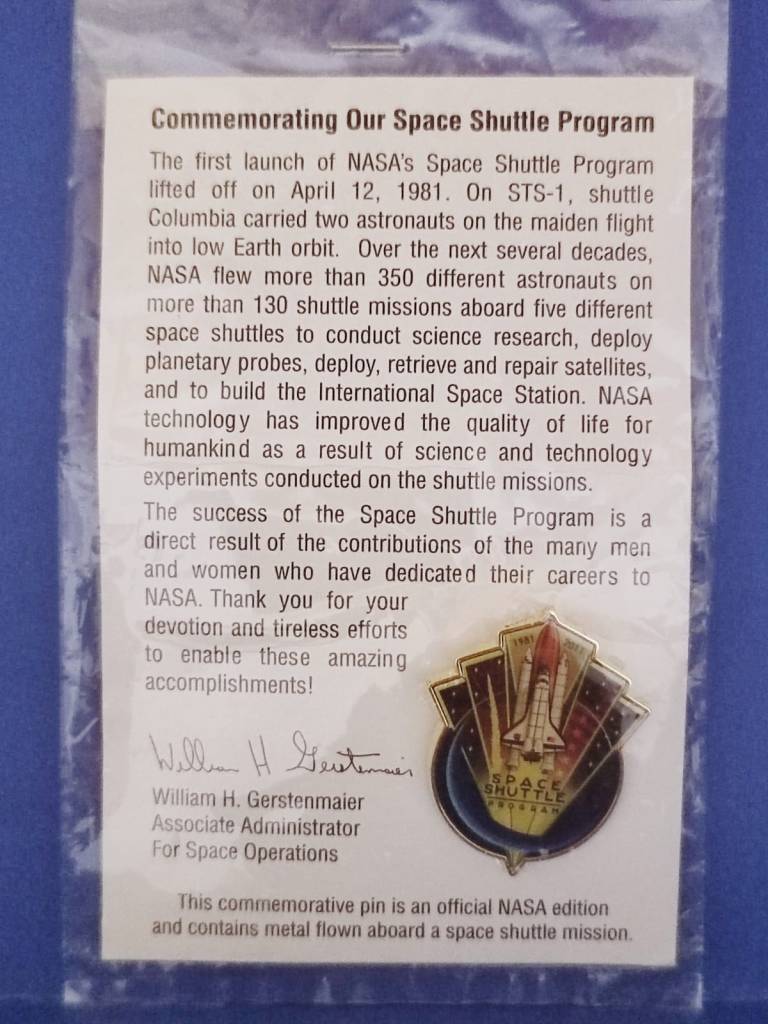 Commemorating Our Space Shuttle Program
The first launch of NASA's Space Shuttle Program
lifted off on April 12, 1981. On STS-1, shuttle
Columbia carried two astronauts on the maiden flight
into low Earth orbit. Over the next several decades,
NASA flew more than 350 different astronauts on
more than 130 shuttle missions aboard five different
space shuttles to conduct science research, deploy
planetary probes, deploy, retrieve and repair satellites,
and to build the International Space Station. NASA
technology has improved the quality of life for
humankind as a result of science and technology
experiments conducted on the shuttle missions.
The success of the Space Shuttle Program is a
direct result of the contributions of the many men
and women who have dedicated their careers to
NASA. Thank you for your
devotion and tireless efforts
to enable these amazing
accomplishments!
1981 2011
SPACE
SHUTTLE
PROGRAM
William H Gerstenmaier
William H. Gerstenmaier
Associate Administrator
For Space Operations
This commemorative pin is an official NASA edition
and contains metal flown aboard a space shuttle mission.